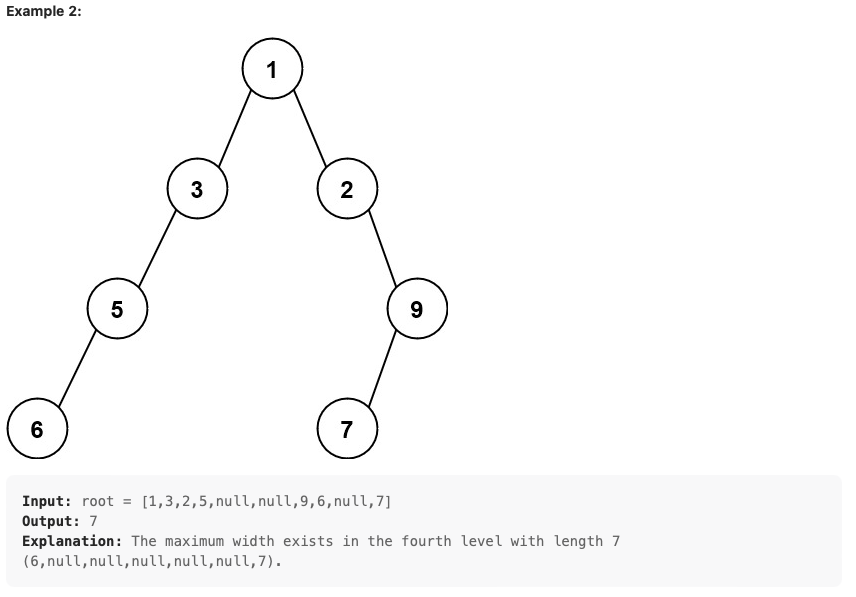 Example 2:
1
3 2
5 9
6 7
Input: root = [1,3,2,5,null,null,9,6,null,7]
Output: 7
Explanation: The maximum width exists in the fourth level with length 7
(6,null,null,null,null,null,7).